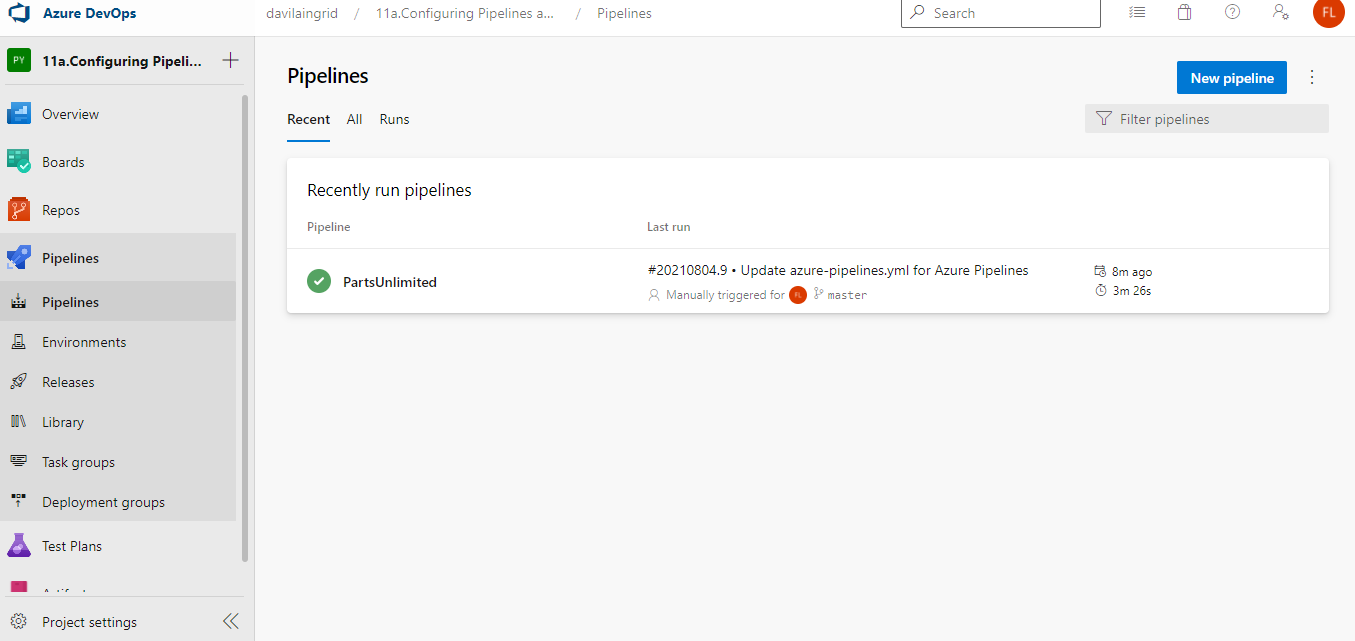 Azure DevOps
davilaingrid / 11a.Configuring Pipelines a... / Pipelines
Search
FL
PY 11a.Configuring Pipeli...
Overview
Boards
Repos
Pipelines
Pipelines
Environments
Releases
Library
Task groups
Deployment groups
Test Plans
Project settings
Pipelines
New pipeline
Recent All Runs
Filter pipelines
Recently run pipelines
Pipeline Last run
PartsUnlimited
#20210804.9 • Update azure-pipelines.yml for Azure Pipelines
Manually triggered for FL master
8m ago
3m 26s